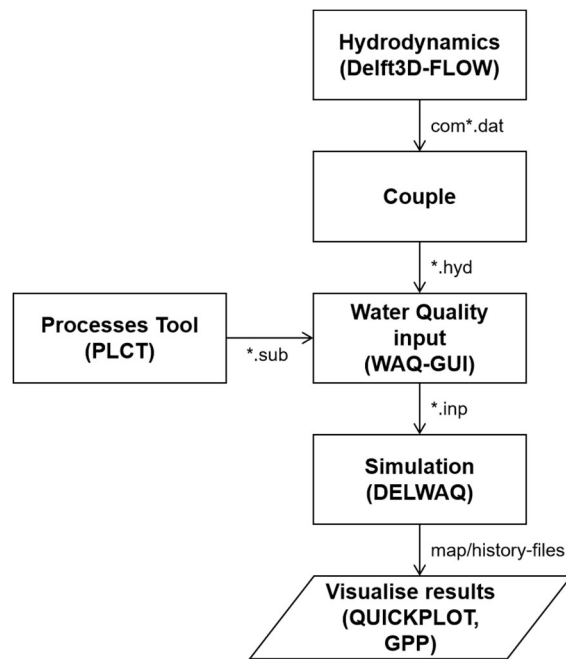 Hydrodynamics
(Delft3D-FLOW)
com*.dat
Couple
*.hyd
Processes Tool
(PLCT)
*.sub
Water Quality
input
(WAQ-GUI)
*.inp
Simulation
(DELWAQ)
map/history-files
Visualise results
(QUICKPLOT,
GPP)